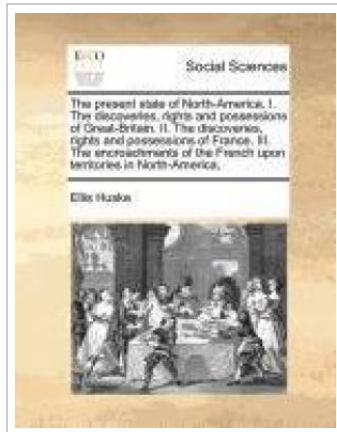 ECCO
Social Sciences
The present state of North-America. I.
The discoveries, rights and possessions
of Great-Britain. II. The discoveries,
rights and possessions of France. III.
The encroachments of the French upon
territories in North-America,
Ellis Huske